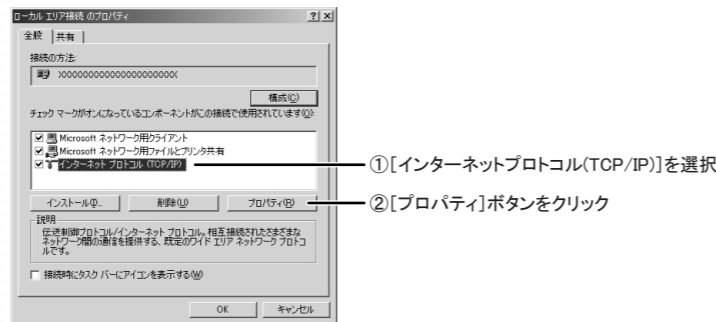 ローカル エリア接続 のプロパティ
全般
共有
接続の方法:
XXXXXXXXXXXXXXXXXXXXXX
構成(C)
チェック マークがオンになっているコンポーネントがこの接続で使用されています(O):
Microsoft ネットワーク用クライアント
Microsoft ネットワーク用ファイルとプリンタ共有
インターネット プロトコル (TCP/IP)
①[インターネットプロトコル(TCP/IP)]を選択
インストール(I)...
削除(U)
プロパティ(R)
②[プロパティ]ボタンをクリック
説明
伝送制御プロトコル/インターネット プロトコル。相互接続されたさまざまな
ネットワーク間の通信を提供する、既定のワイド エリア ネットワーク プロトコ
ルです。
接続時にタスク バーにアイコンを表示する(W)
OK
キャンセル